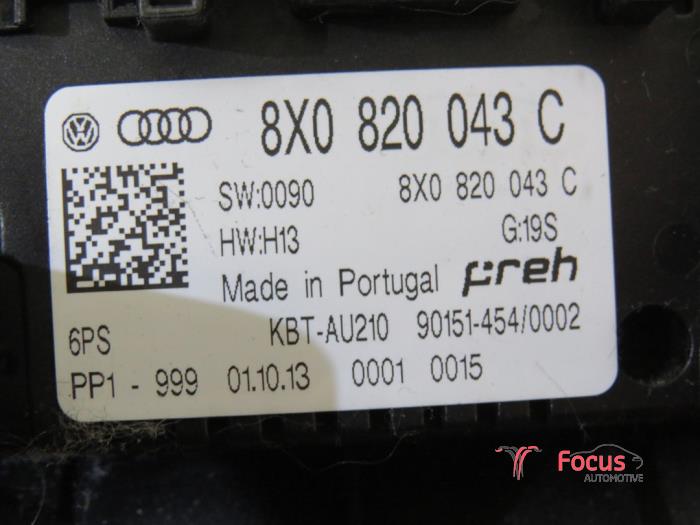 8X0 820 043 C
SW:0090 8X0 820 043 C
HW:H13 G:19S
Made in Portugal preh
6PS KBT-AU210 90151-454/0002
PP1 - 999 01.10.13 0001 0015
Focus
AUTOMOTIVE